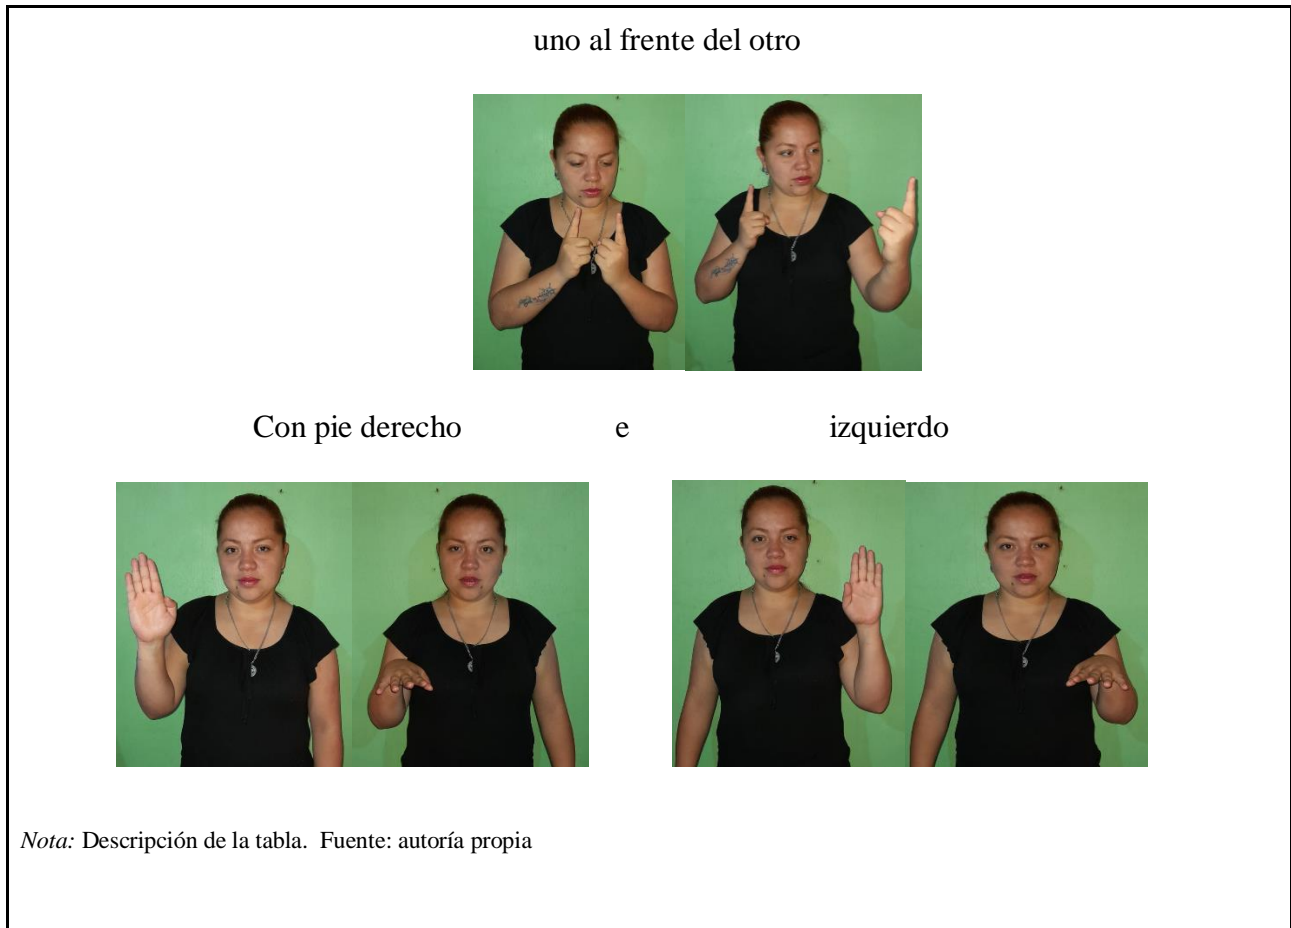 uno al frente del otro
Con pie derecho e izquierdo
Nota: Descripción de la tabla. Fuente: autoría propia